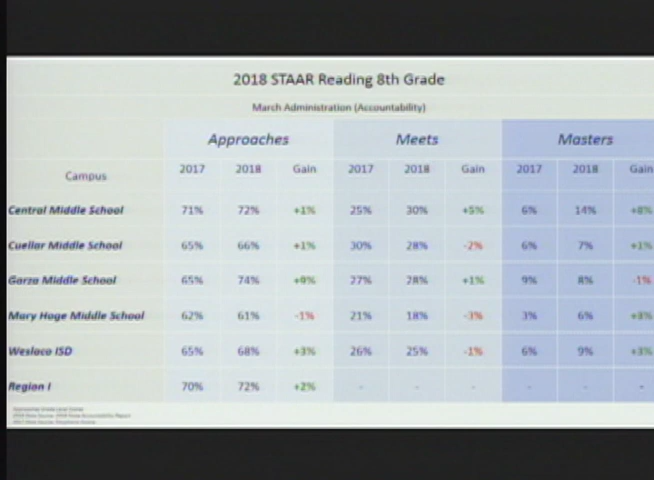 2018 STAAR Reading 8th Grade
March Administration (Accountability)
Approaches Meets Masters
Campus 2017 2018 Gain 2017 2018 Gain 2017 2018 Gain
Central Middle School 71% 72% +1% 25% 30% +5% 6% 14% +8%
Cuellar Middle School 65% 66% +1% 30% 28% -2% 6% 7% +1%
Garza Middle School 65% 74% +9% 27% 28% +1% 9% 8% -1%
Mary Hoge Middle School 62% 61% -1% 21% 18% -3% 3% 6% +3%
Weslaco ISD 65% 68% +3% 26% 25% -1% 6% 9% +3%
Region I 70% 72% +2% - - - - - -